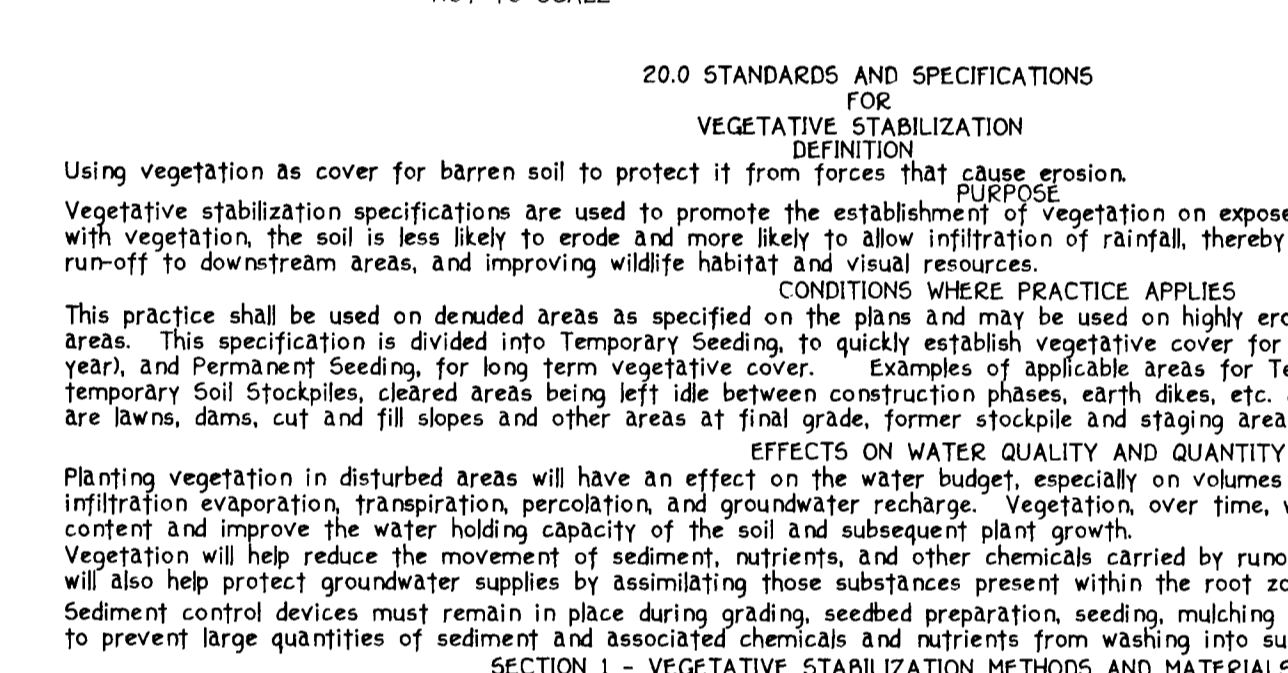 NOT TO SCALE
20.0 STANDARDS AND SPECIFICATIONS
FOR
VEGETATIVE STABILIZATION
DEFINITION
Using vegetation as cover for barren soil to protect it from forces that cause erosion.
PURPOSE
Vegetative stabilization specifications are used to promote the establishment of vegetation on expose
with vegetation, the soil is less likely to erode and more likely to allow infiltration of rainfall, thereby
run-off to downstream areas, and improving wildlife habitat and visual resources.
CONDITIONS WHERE PRACTICE APPLIES
This practice shall be used on denuded areas as specified on the plans and may be used on highly ero
areas. This specification is divided into Temporary Seeding, to quickly establish vegetative cover for
year), and Permanent Seeding, for long term vegetative cover. Examples of applicable areas for Te
temporary Soil Stockpiles, cleared areas being left idle between construction phases, earth dikes, etc.
are lawns, dams, cut and fill slopes and other areas at final grade, former stockpile and staging area
EFFECTS ON WATER QUALITY AND QUANTITY
Planting vegetation in disturbed areas will have an effect on the water budget, especially on volumes
infiltration evaporation, transpiration, percolation, and groundwater recharge. Vegetation, over time,
content and improve the water holding capacity of the soil and subsequent plant growth.
Vegetation will help reduce the movement of sediment, nutrients, and other chemicals carried by runo
will also help protect groundwater supplies by assimilating those substances present within the root zo
Sediment control devices must remain in place during grading, seedbed preparation, seeding, mulching
to prevent large quantities of sediment and associated chemicals and nutrients from washing into su
SECTION 1 - VEGETATIVE STABILIZATION METHODS AND MATERIALS